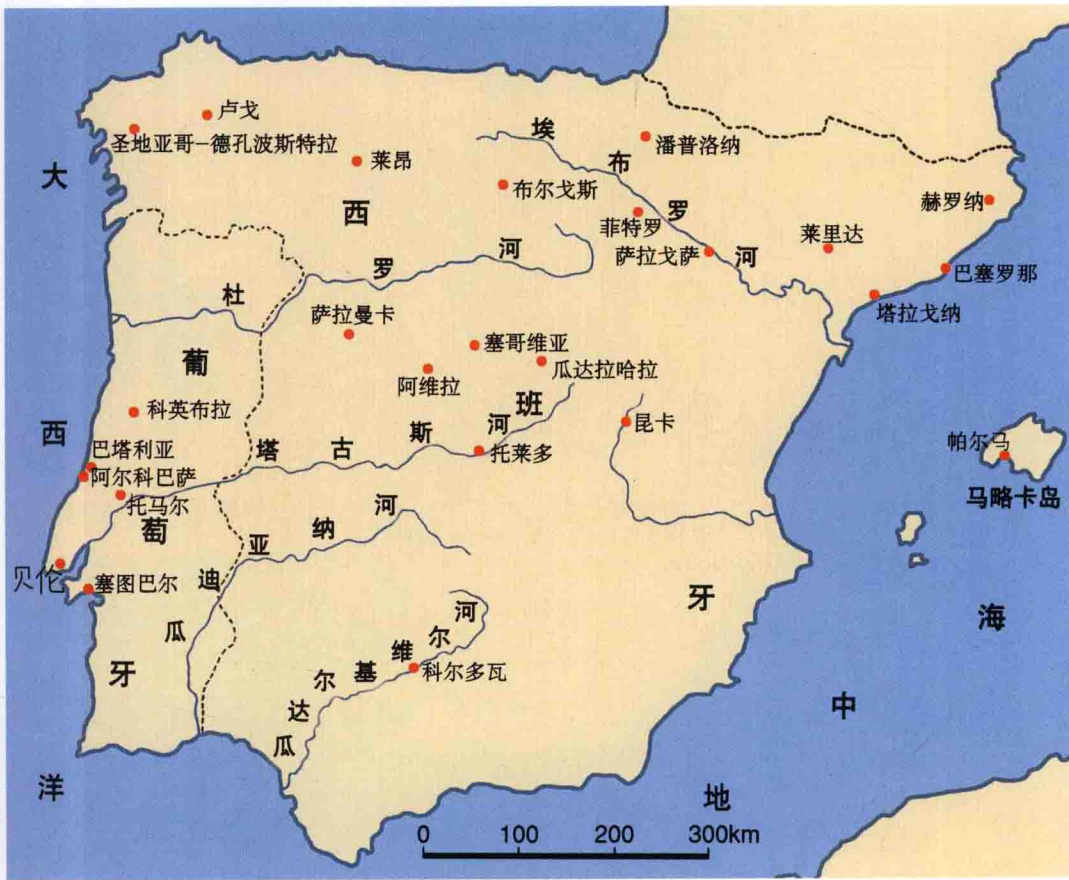 卢戈
圣地亚哥-德孔波斯特拉
莱昂
布尔戈斯
潘普洛纳
菲特罗
萨拉戈萨
莱里达
赫罗纳
巴塞罗那
塔拉戈纳
埃布罗河
大西洋
西班牙
杜罗河
萨拉曼卡
塞哥维亚
阿维拉
瓜达拉哈拉
葡萄牙
科英布拉
巴塔利亚
阿尔科巴萨
托马尔
塔古斯河
托莱多
昆卡
帕尔马
马略卡岛
贝伦
塞图巴尔
瓜迪亚纳河
瓜达尔基维尔河
科尔多瓦
地中海
0 100 200 300km